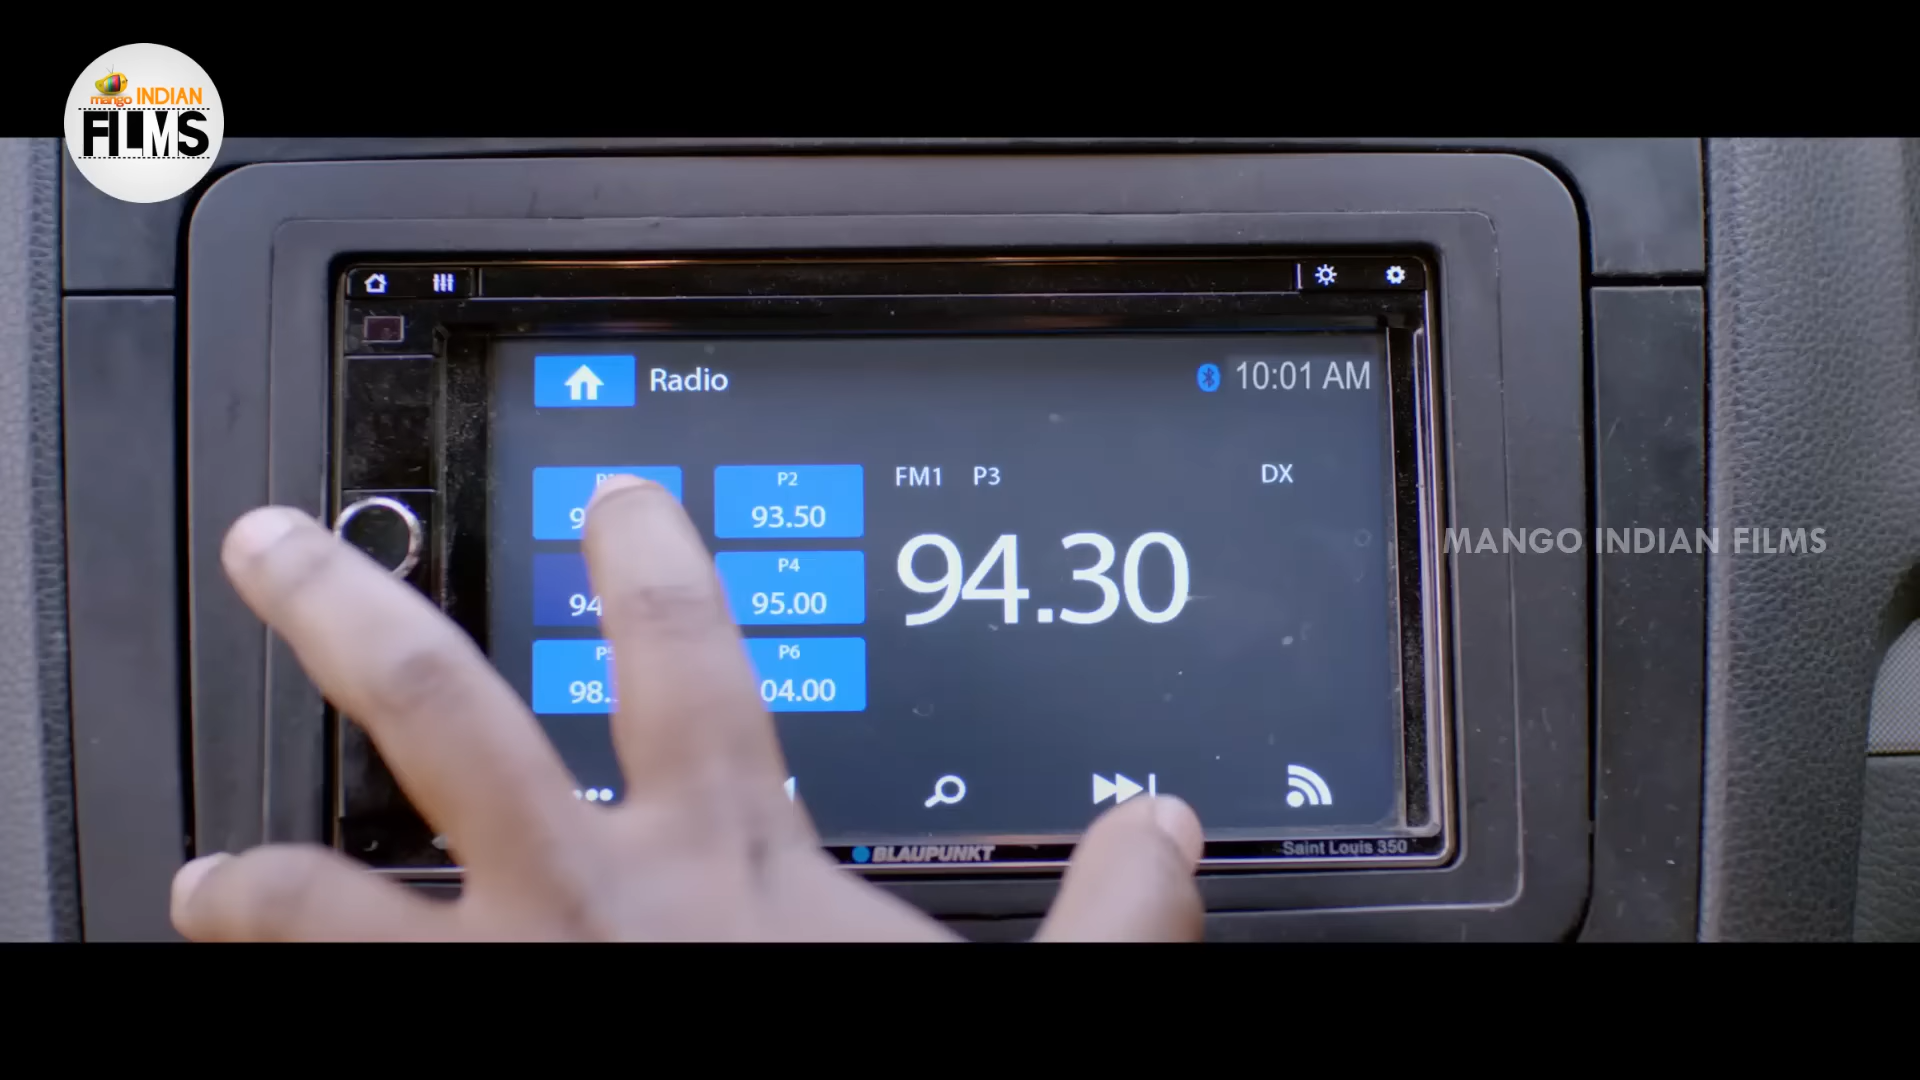 mango INDIAN
FILMS
Radio
10:01 AM
P2
93.50
FM1 P3
DX
94.30
P4
95.00
P6
04.00
MANGO INDIAN FILMS
BLAUPUNKT
Saint Louis 350